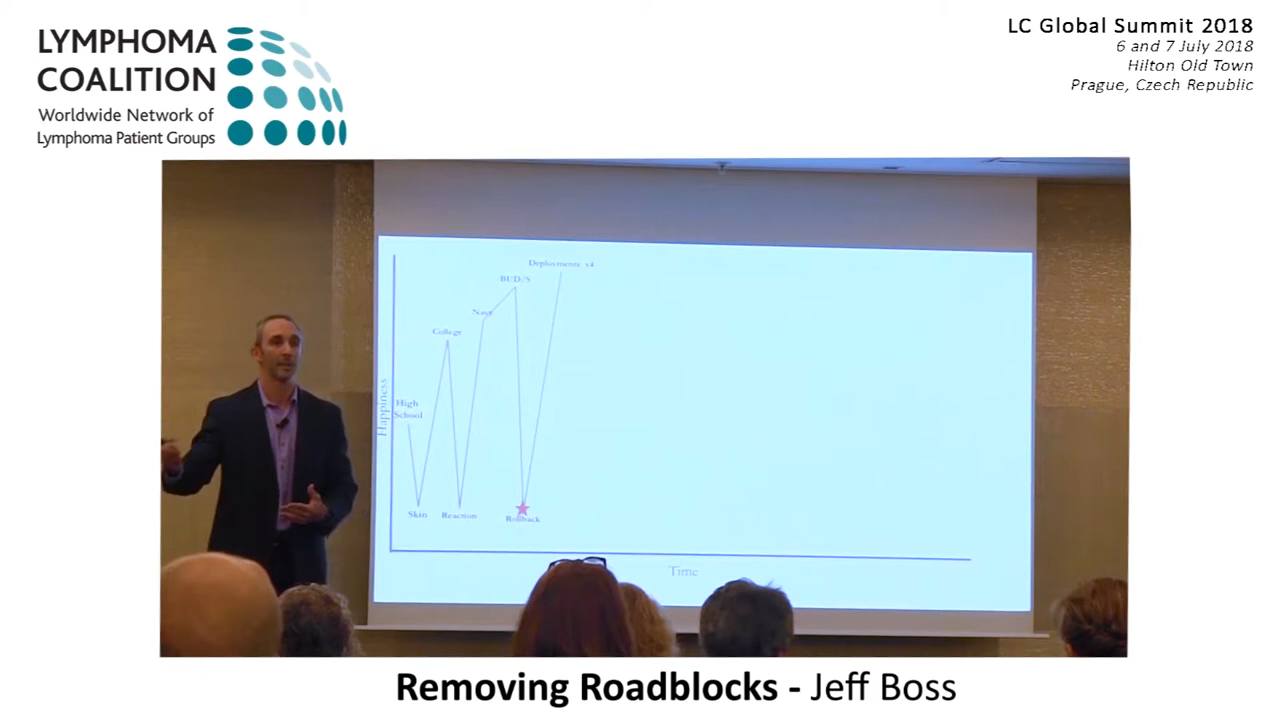 LYMPHOMA
COALITION
Worldwide Network of
Lymphoma Patient Groups
LC Global Summit 2018
6 and 7 July 2018
Hilton Old Town
Prague, Czech Republic
Deployments x4
BUD/S
Navy
College
High
School
Happiness
Skin
Reaction
Rollback
Time
Removing Roadblocks - Jeff Boss